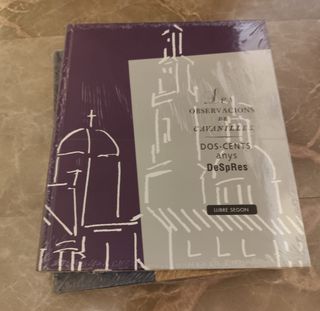 Les
OBSERVACIONS
DE
CAVANILLES
DOS-CENTS
anys
DeSpRes
LLIBRE SEGON